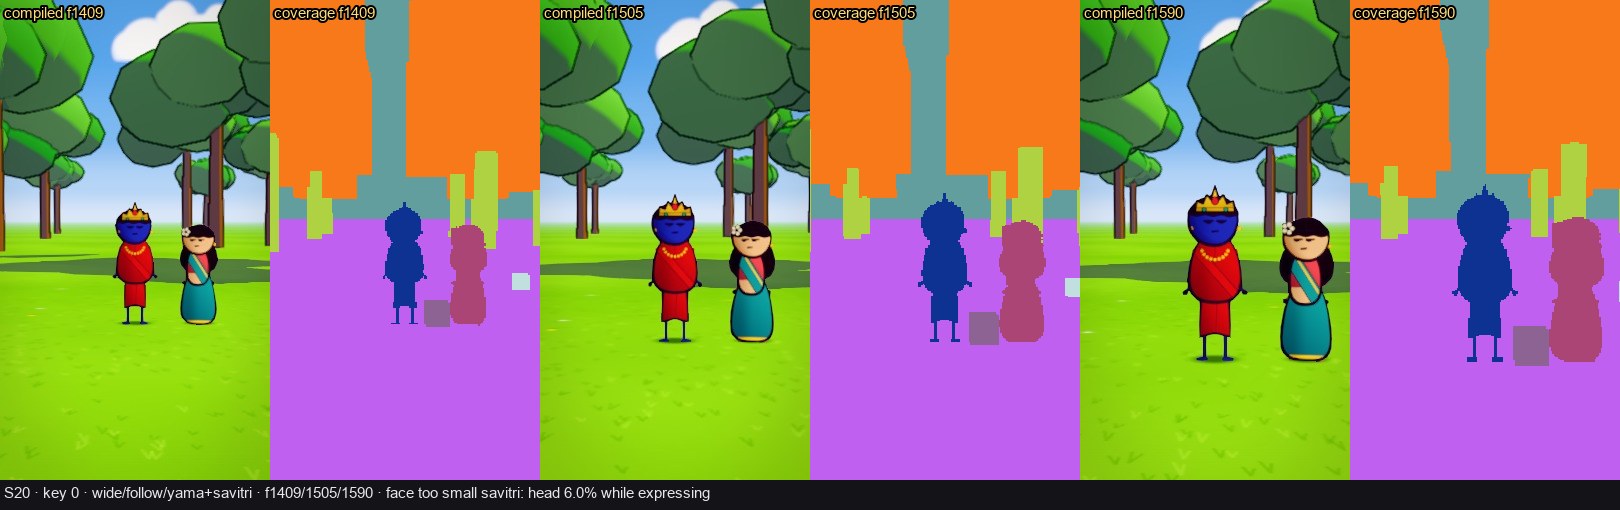 compiled f1409
coverage f1409
compiled f1505
coverage f1505
compiled f1590
coverage f1590
S20 · key 0 · wide/follow/yama+savitri · f1409/1505/1590 · face too small savitri: head 6.0% while expressing